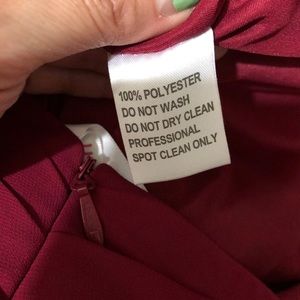 100% POLYESTER
DO NOT WASH
DO NOT DRY CLEAN
PROFESSIONAL
SPOT CLEAN ONLY